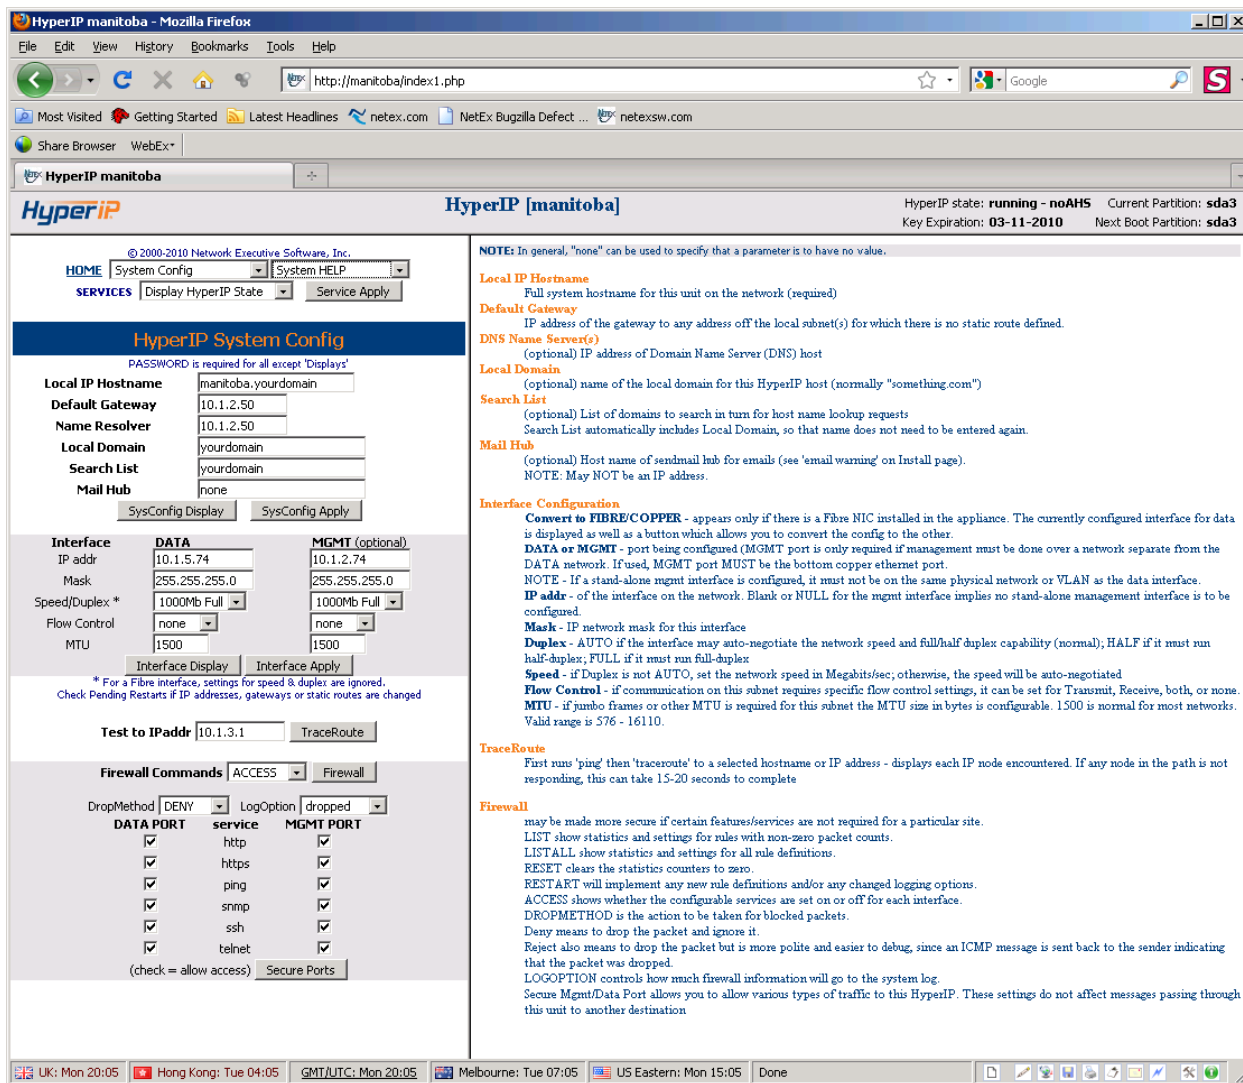 HyperIP manitoba - Mozilla Firefox
File Edit View History Bookmarks Tools Help
http://manitoba/index1.php
Google
Most Visited Getting Started Latest Headlines netex.com NetEx Bugzilla Defect ... netexsw.com
Share Browser WebEx
HyperIP manitoba
HyperIP
HyperIP [manitoba]
HyperIP state: running - noAHS Current Partition: sda3
Key Expiration: 03-11-2010 Next Boot Partition: sda3
© 2000-2010 Network Executive Software, Inc.
HOME System Config System HELP
SERVICES Display HyperIP State Service Apply
HyperIP System Config
PASSWORD is required for all except 'Displays'
Local IP Hostname manitoba.yourdomain
Default Gateway 10.1.2.50
Name Resolver 10.1.2.50
Local Domain yourdomain
Search List yourdomain
Mail Hub none
SysConfig Display SysConfig Apply
Interface DATA MGMT (optional)
IP addr 10.1.5.74 10.1.2.74
Mask 255.255.255.0 255.255.255.0
Speed/Duplex * 1000Mb Full 1000Mb Full
Flow Control none none
MTU 1500 1500
Interface Display Interface Apply
* For a Fibre interface, settings for speed & duplex are ignored.
Check Pending Restarts if IP addresses, gateways or static routes are changed
Test to IPaddr 10.1.3.1 TraceRoute
Firewall Commands ACCESS Firewall
DropMethod DENY LogOption dropped
DATA PORT service MGMT PORT
http
https
ping
snmp
ssh
telnet
(check = allow access) Secure Ports
NOTE: In general, "none" can be used to specify that a parameter is to have no value.
Local IP Hostname
Full system hostname for this unit on the network (required)
Default Gateway
IP address of the gateway to any address off the local subnet(s) for which there is no static route defined.
DNS Name Server(s)
(optional) IP address of Domain Name Server (DNS) host
Local Domain
(optional) name of the local domain for this HyperIP host (normally "something.com")
Search List
(optional) List of domains to search in turn for host name lookup requests
Search List automatically includes Local Domain, so that name does not need to be entered again.
Mail Hub
(optional) Host name of sendmail hub for emails (see 'email warning' on Install page).
NOTE: May NOT be an IP address.
Interface Configuration
Convert to FIBRE/COPPER - appears only if there is a Fibre NIC installed in the appliance. The currently configured interface for data
is displayed as well as a button which allows you to convert the config to the other.
DATA or MGMT - port being configured (MGMT port is only required if management must be done over a network separate from the
DATA network. If used, MGMT port MUST be the bottom copper ethernet port.
NOTE - If a stand-alone mgmt interface is configured, it must not be on the same physical network or VLAN as the data interface.
IP addr - of the interface on the network. Blank or NULL for the mgmt interface implies no stand-alone management interface is to be
configured.
Mask - IP network mask for this interface
Duplex - AUTO if the interface may auto-negotiate the network speed and full/half duplex capability (normal); HALF if it must run
half-duplex; FULL if it must run full-duplex
Speed - if Duplex is not AUTO, set the network speed in Megabits/sec; otherwise, the speed will be auto-negotiated
Flow Control - if communication on this subnet requires specific flow control settings, it can be set for Transmit, Receive, both, or none.
MTU - if jumbo frames or other MTU is required for this subnet the MTU size in bytes is configurable. 1500 is normal for most networks.
Valid range is 576 - 16110.
TraceRoute
First runs 'ping' then 'traceroute' to a selected hostname or IP address - displays each IP node encountered. If any node in the path is not
responding, this can take 15-20 seconds to complete
Firewall
may be made more secure if certain features/services are not required for a particular site.
LIST show statistics and settings for rules with non-zero packet counts.
LISTALL show statistics and settings for all rule definitions.
RESET clears the statistics counters to zero.
RESTART will implement any new rule definitions and/or any changed logging options.
ACCESS shows whether the configurable services are set on or off for each interface.
DROPMETHOD is the action to be taken for blocked packets.
Deny means to drop the packet and ignore it.
Reject also means to drop the packet but is more polite and easier to debug, since an ICMP message is sent back to the sender indicating
that the packet was dropped.
LOGOPTION controls how much firewall information will go to the system log.
Secure Mgmt/Data Port allows you to allow various types of traffic to this HyperIP. These settings do not affect messages passing through
this unit to another destination
UK: Mon 20:05 Hong Kong: Tue 04:05 GMT/UTC: Mon 20:05 Melbourne: Tue 07:05 US Eastern: Mon 15:05 Done